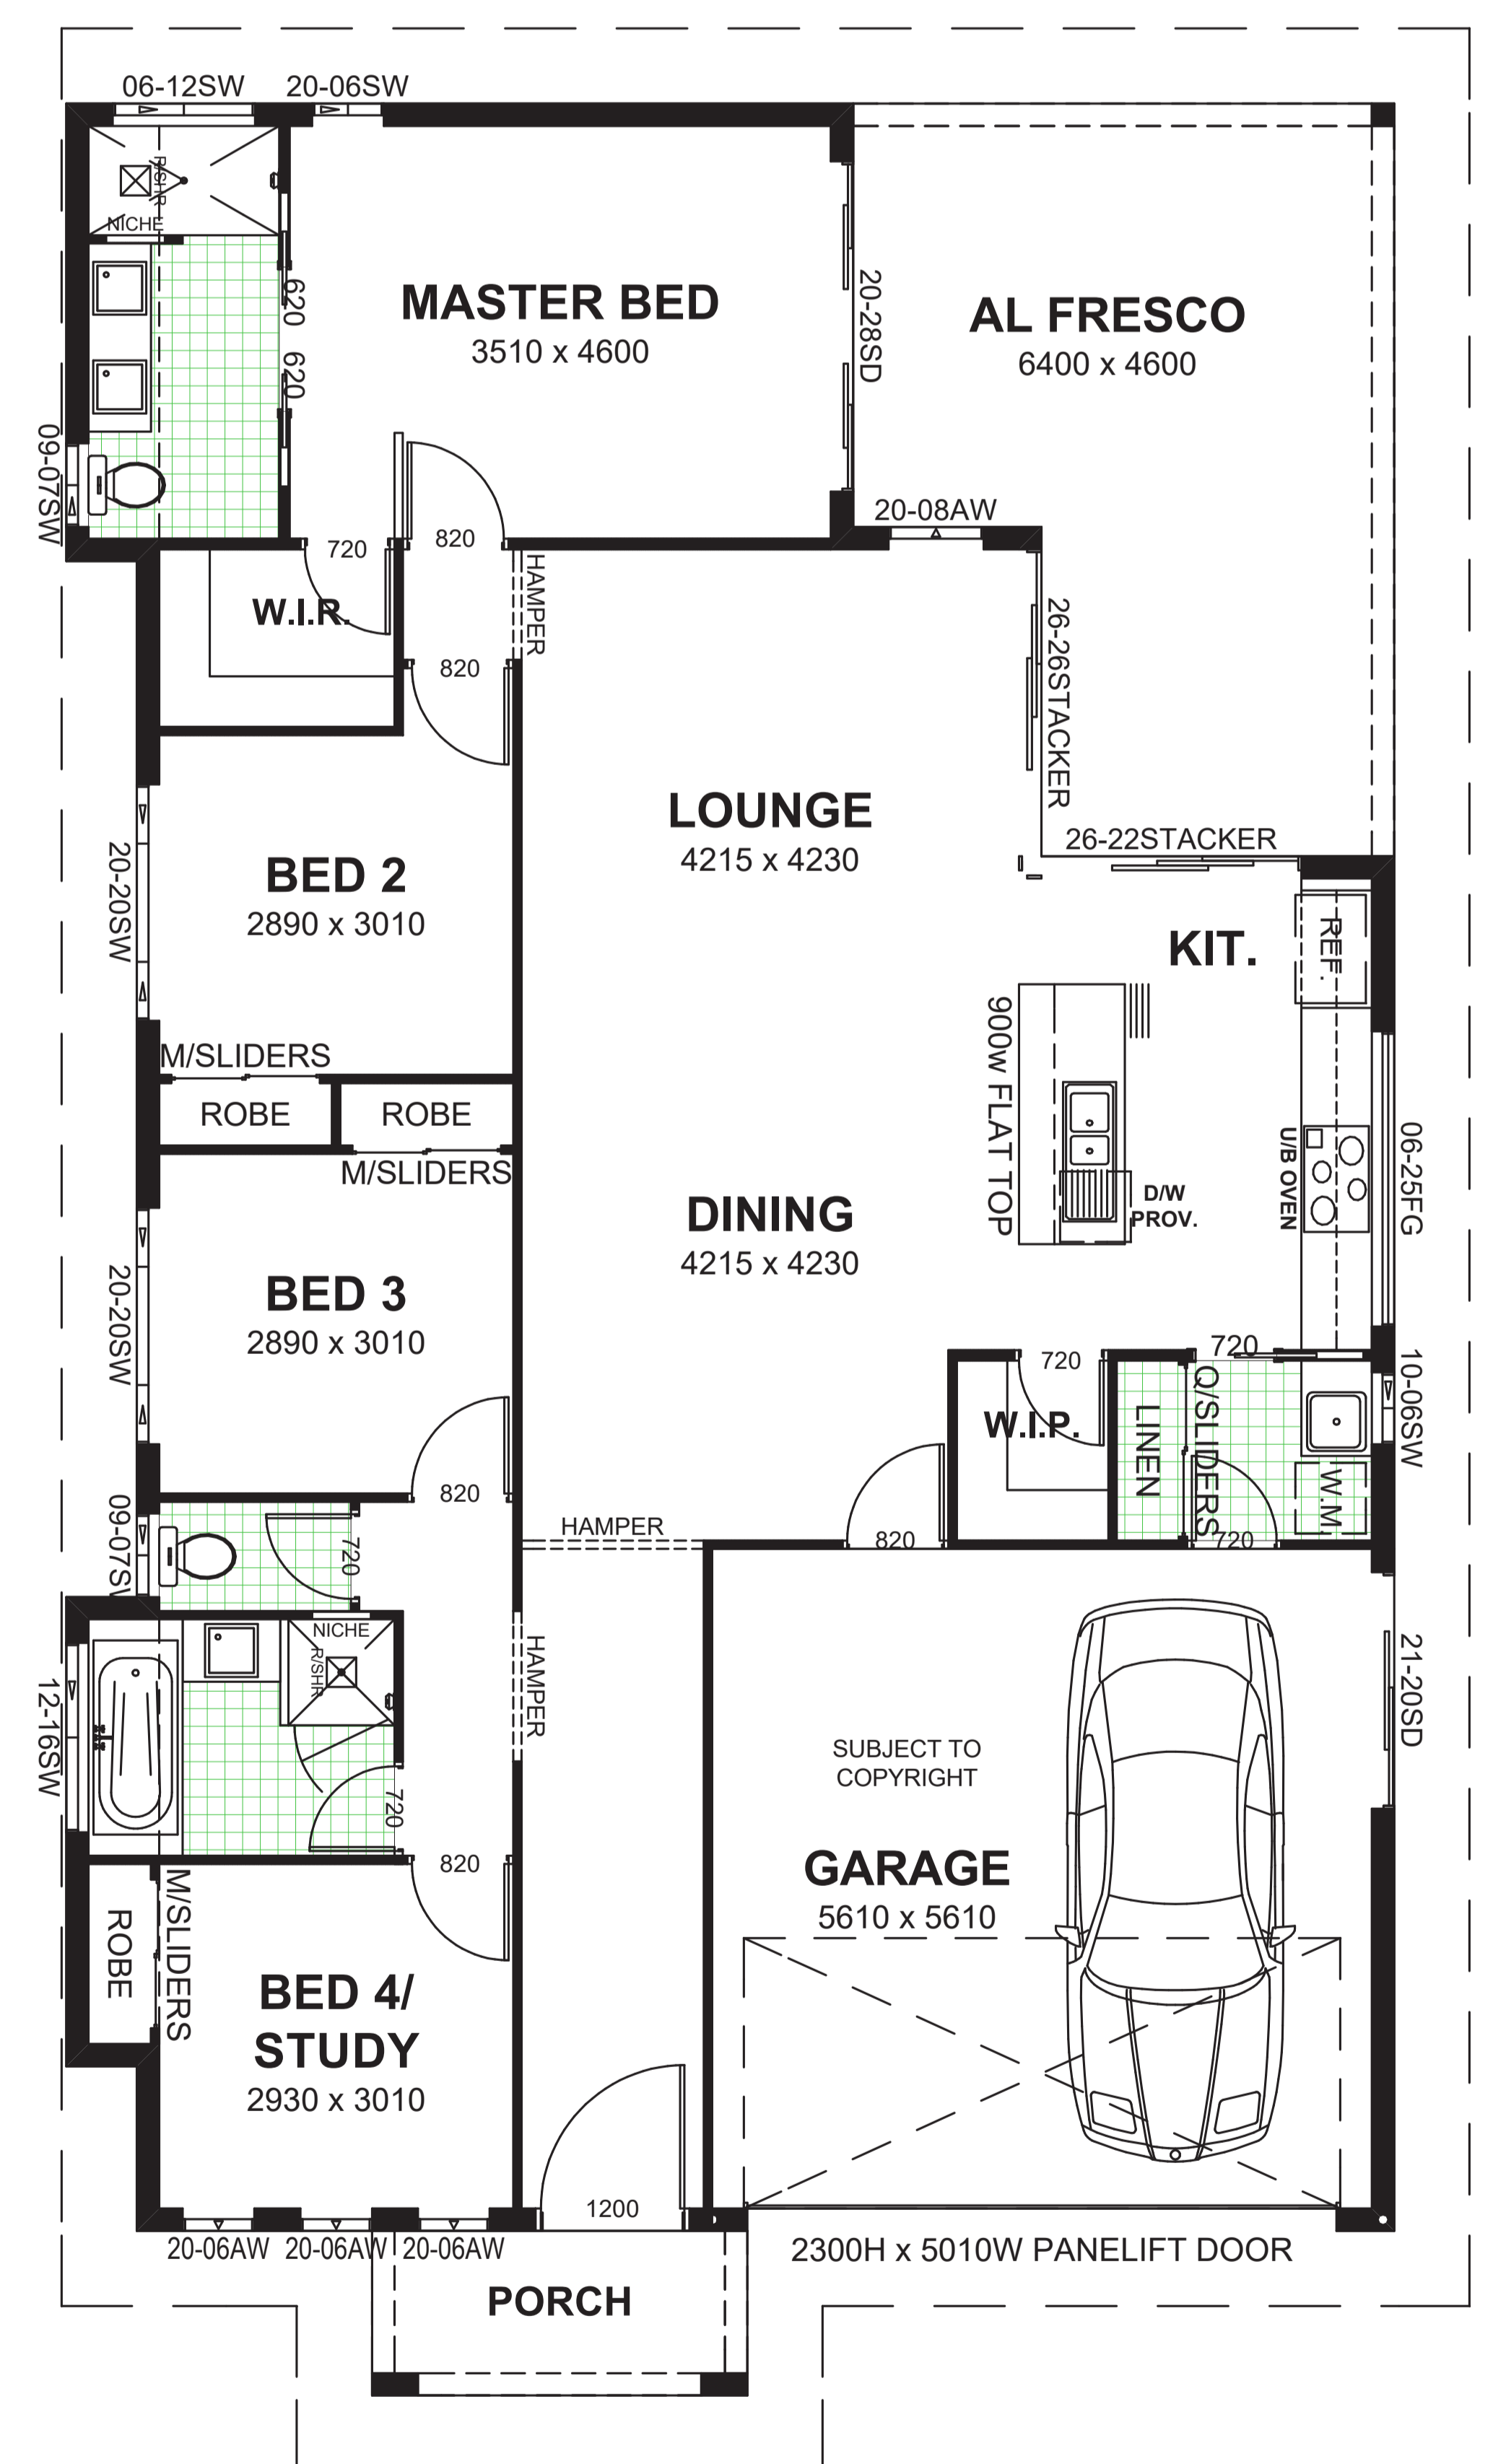 06-12SW
20-06SW
R/SHR
NICHE
620
620
MASTER BED
3510 x 4600
20-28SD
AL FRESCO
6400 x 4600
09-07SW
20-08AW
720
820
HAMPER
W.I.R.
820
26-26STACKER
LOUNGE
4215 x 4230
26-22STACKER
BED 2
2890 x 3010
20-20SW
KIT.
REF.
900w FLAT TOP
M/SLIDERS
ROBE
ROBE
M/SLIDERS
U/B OVEN
06-25FG
D/W
PROV.
DINING
4215 x 4230
BED 3
2890 x 3010
20-20SW
720
720
10-06SW
W.I.P.
LINEN
Q/SLIDERS
W.M.
820
09-07SW
720
HAMPER
820
720
NICHE
R/SHR
HAMPER
12-16SW
21-20SD
SUBJECT TO
COPYRIGHT
720
820
GARAGE
5610 x 5610
ROBE
M/SLIDERS
BED 4/
STUDY
2930 x 3010
1200
20-06AW
20-06AW
20-06AW
2300H x 5010W PANELIFT DOOR
PORCH